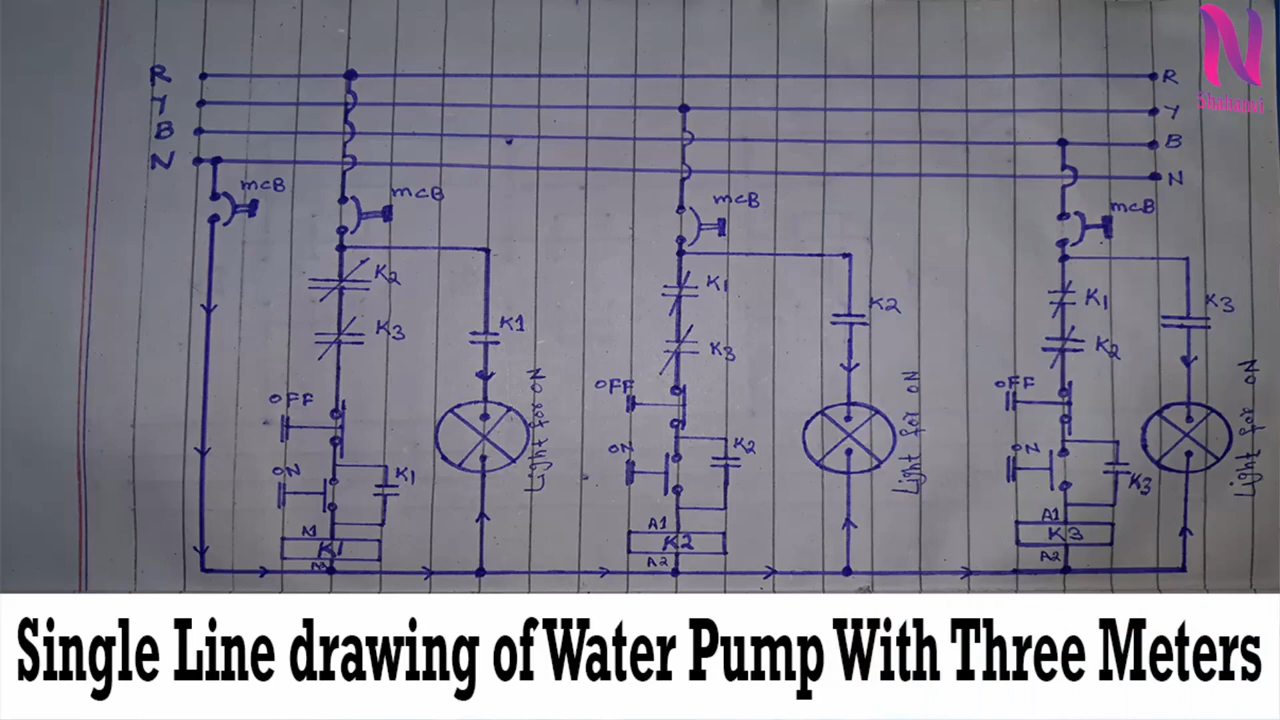 Shahanvi
R R
Y Y
B B
N N
mcB
mcB
mcB
mcB
K2
K3
K1
OFF
ON
K1
A1
K1
Light for ON
K1
K3
K2
OFF
ON
K2
A1
K2
A2
Light for ON
K1
K2
K3
OFF
ON
K3
A1
K3
A2
Light for ON
Single Line drawing of Water Pump With Three Meters